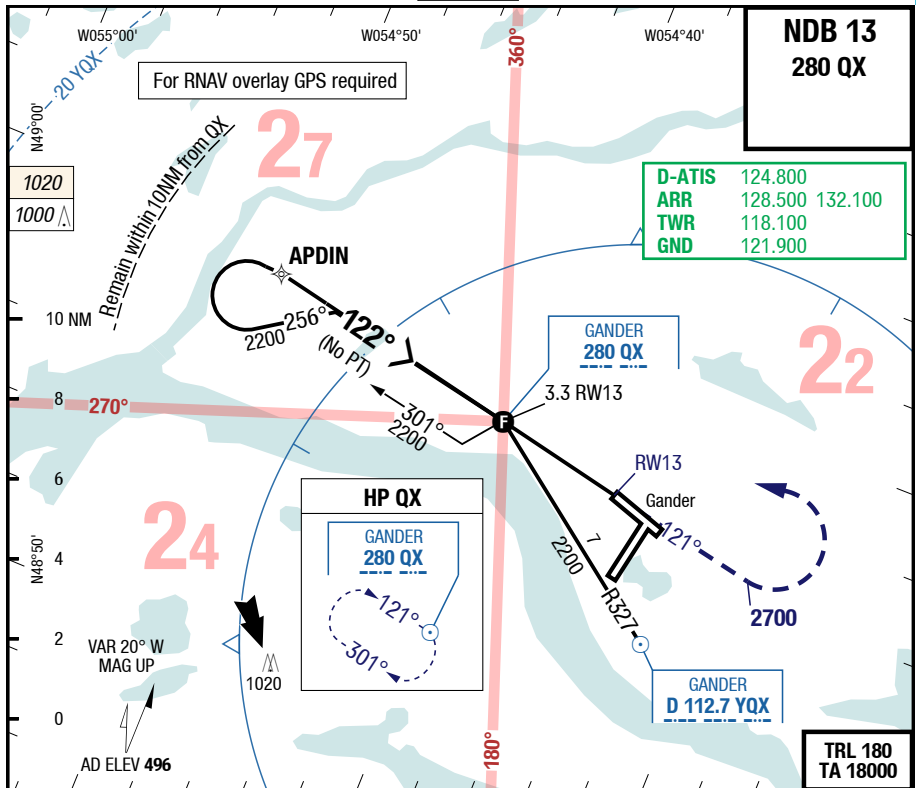 W055°00'
W054°50'
W054°40'
NDB 13
280 QX
360°
20 YQX
For RNAV overlay GPS required
N49°00'
27
Remain within 10NM from QX
1020
1000
D-ATIS 124.800
ARR 128.500 132.100
TWR 118.100
GND 121.900
APDIN
10 NM
256°
2200
122°
(No PT)
GANDER
280 QX
22
8
270°
301°
2200
3.3 RW13
F
6
RW13
HP QX
Gander
24
GANDER
280 QX
7
2200
121°
N48°50'
4
121°
R327
2700
2
VAR 20° W
MAG UP
301°
1020
GANDER
D 112.7 YQX
0
180°
AD ELEV 496
TRL 180
TA 18000